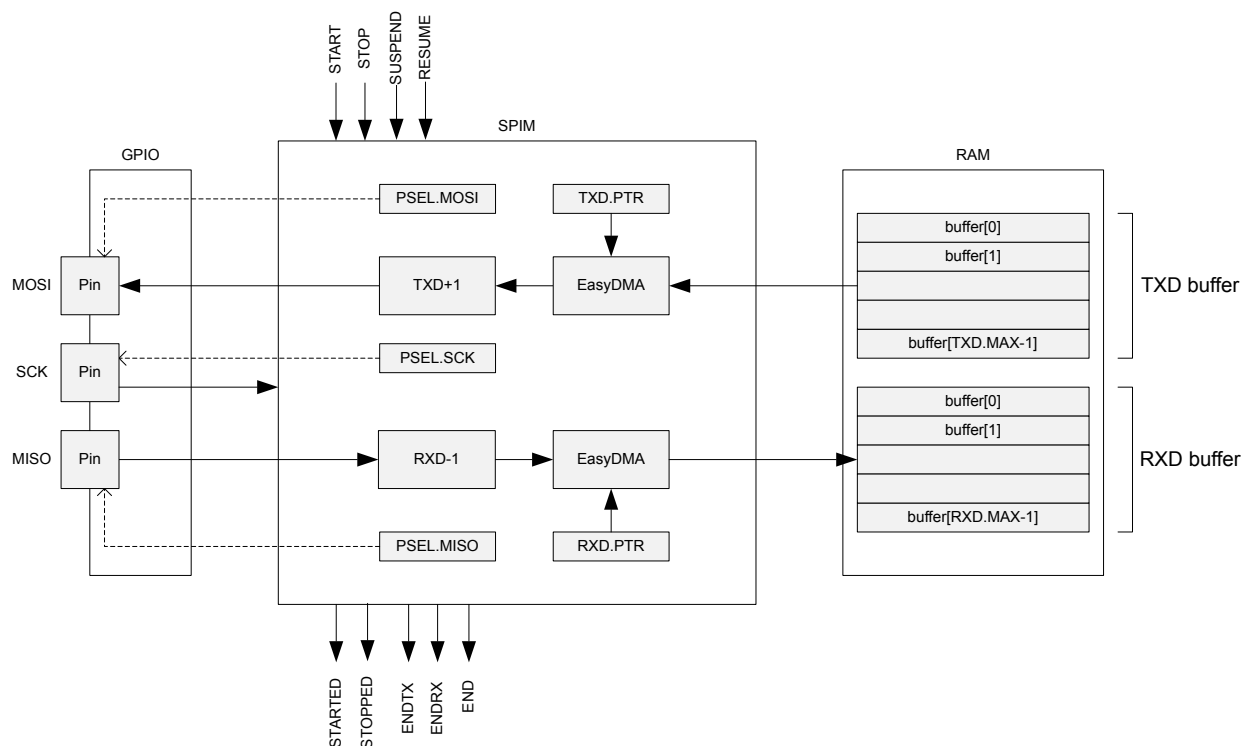 START
STOP
SUSPEND
RESUME
SPIM
GPIO
RAM
PSEL.MOSI
TXD.PTR
buffer[0]
buffer[1]
MOSI
Pin
TXD+1
EasyDMA
TXD buffer
buffer[TXD.MAX-1]
PSEL.SCK
SCK
Pin
buffer[0]
buffer[1]
MISO
Pin
RXD-1
EasyDMA
RXD buffer
buffer[RXD.MAX-1]
PSEL.MISO
RXD.PTR
STARTED
STOPPED
ENDTX
ENDRX
END